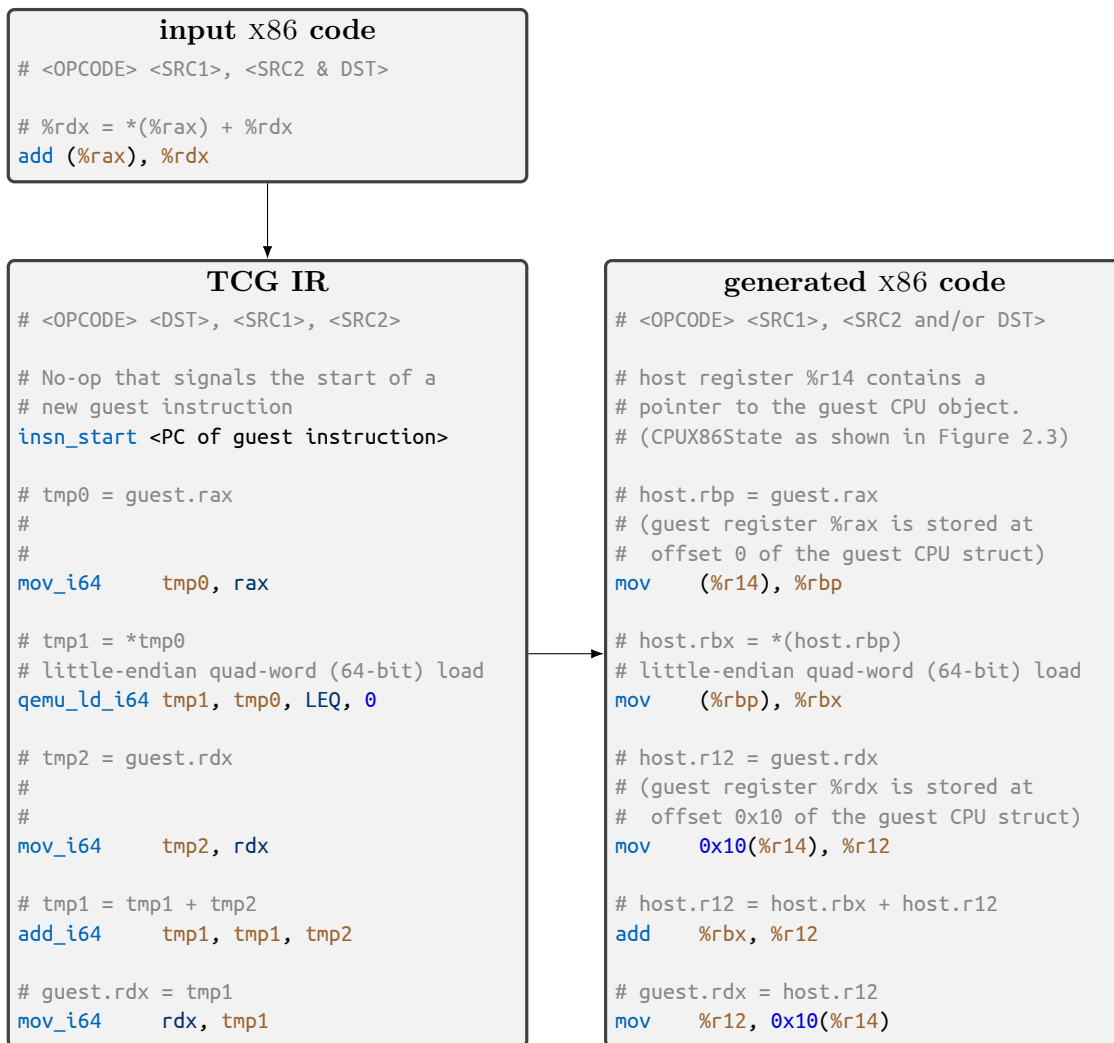 input x86 code
# <OPCODE> <SRC1>, <SRC2 & DST>
# %rdx = *(%rax) + %rdx
add (%rax), %rdx
TCG IR
# <OPCODE> <DST>, <SRC1>, <SRC2>
# No-op that signals the start of a
# new guest instruction
insn_start <PC of guest instruction>
# tmp0 = guest.rax
#
#
mov_i64 tmp0, rax
# tmp1 = *tmp0
# little-endian quad-word (64-bit) load
qemu_ld_i64 tmp1, tmp0, LEQ, 0
# tmp2 = guest.rdx
#
#
mov_i64 tmp2, rdx
# tmp1 = tmp1 + tmp2
add_i64 tmp1, tmp1, tmp2
# guest.rdx = tmp1
mov_i64 rdx, tmp1
generated x86 code
# <OPCODE> <SRC1>, <SRC2 and/or DST>
# host register %r14 contains a
# pointer to the guest CPU object.
# (CPUX86State as shown in Figure 2.3)
# host.rbp = guest.rax
# (guest register %rax is stored at
#  offset 0 of the guest CPU struct)
mov (%r14), %rbp
# host.rbx = *(host.rbp)
# little-endian quad-word (64-bit) load
mov (%rbp), %rbx
# host.r12 = guest.rdx
# (guest register %rdx is stored at
#  offset 0x10 of the guest CPU struct)
mov 0x10(%r14), %r12
# host.r12 = host.rbx + host.r12
add %rbx, %r12
# guest.rdx = host.r12
mov %r12, 0x10(%r14)